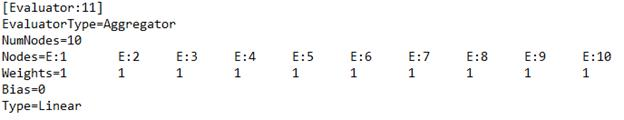 [Evaluator:11]
EvaluatorType=Aggregator
NumNodes=10
Nodes=E:1 E:2 E:3 E:4 E:5 E:6 E:7 E:8 E:9 E:10
Weights=1 1 1 1 1 1 1 1 1 1
Bias=0
Type=Linear